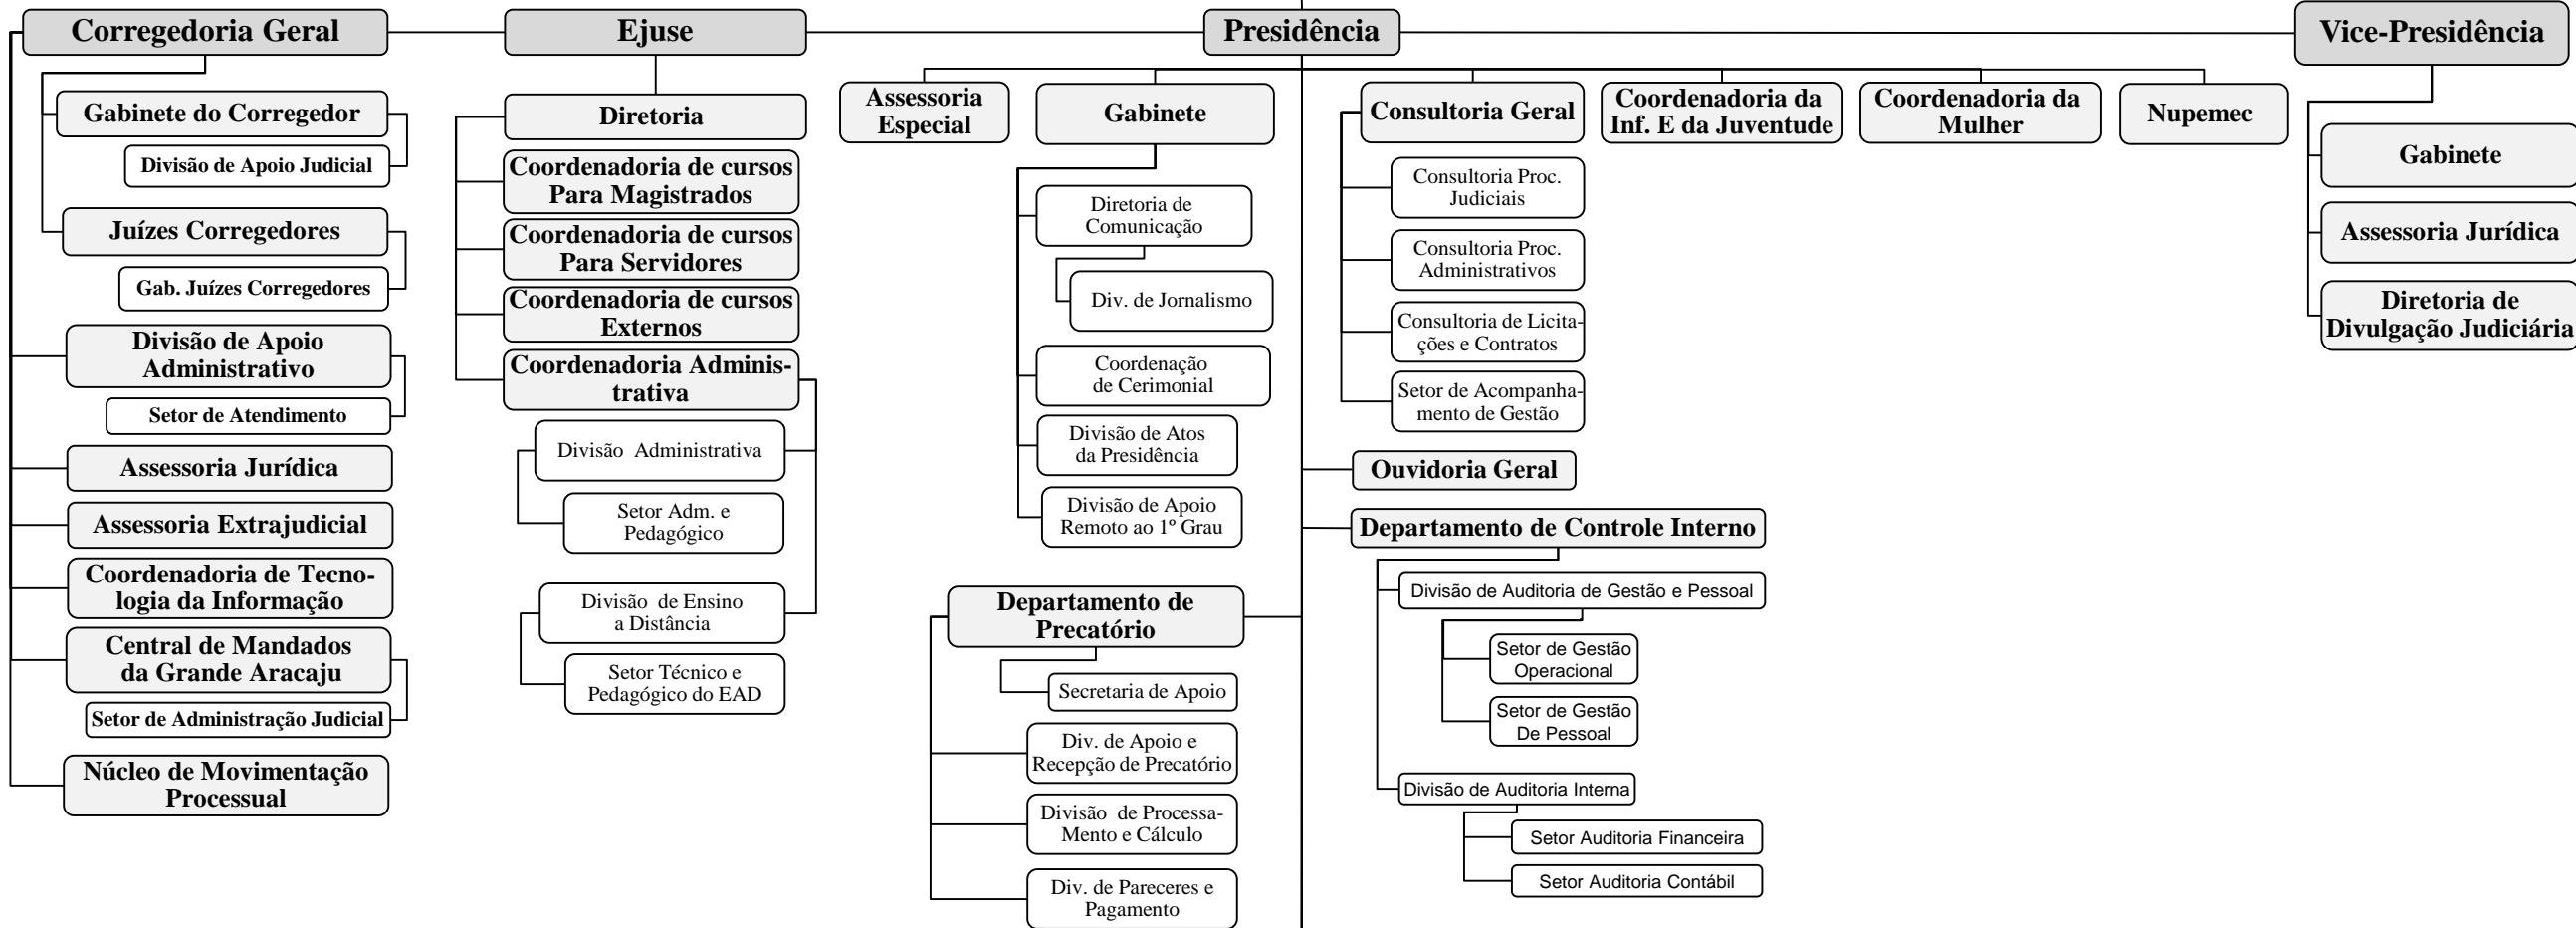 Corregedoria Geral
Gabinete do Corregedor
Divisão de Apoio Judicial
Juízes Corregedores
Gab. Juízes Corregedores
Divisão de Apoio
Administrativo
Setor de Atendimento
Assessoria Jurídica
Assessoria Extrajudicial
Coordenadoria de Tecno-
logia da Informação
Central de Mandados
da Grande Aracaju
Setor de Administração Judicial
Núcleo de Movimentação
Processual
Ejuse
Diretoria
Coordenadoria de cursos
Para Magistrados
Coordenadoria de cursos
Para Servidores
Coordenadoria de cursos
Externos
Coordenadoria Adminis-
trativa
Divisão Administrativa
Setor Adm. e
Pedagógico
Divisão de Ensino
a Distância
Setor Técnico e
Pedagógico do EAD
Presidência
Assessoria
Especial
Gabinete
Diretoria de
Comunicação
Div. de Jornalismo
Coordenação
de Cerimonial
Divisão de Atos
da Presidência
Divisão de Apoio
Remoto ao 1º Grau
Departamento de
Precatório
Secretaria de Apoio
Div. de Apoio e
Recepção de Precatório
Divisão de Processa-
Mento e Cálculo
Div. de Pareceres e
Pagamento
Consultoria Geral
Consultoria Proc.
Judiciais
Consultoria Proc.
Administrativos
Consultoria de Licita-
ções e Contratos
Setor de Acompanha-
mento de Gestão
Ouvidoria Geral
Departamento de Controle Interno
Divisão de Auditoria de Gestão e Pessoal
Setor de Gestão
Operacional
Setor de Gestão
De Pessoal
Divisão de Auditoria Interna
Setor Auditoria Financeira
Setor Auditoria Contábil
Coordenadoria da
Inf. E da Juventude
Coordenadoria da
Mulher
Nupemec
Vice-Presidência
Gabinete
Assessoria Jurídica
Diretoria de
Divulgação Judiciária